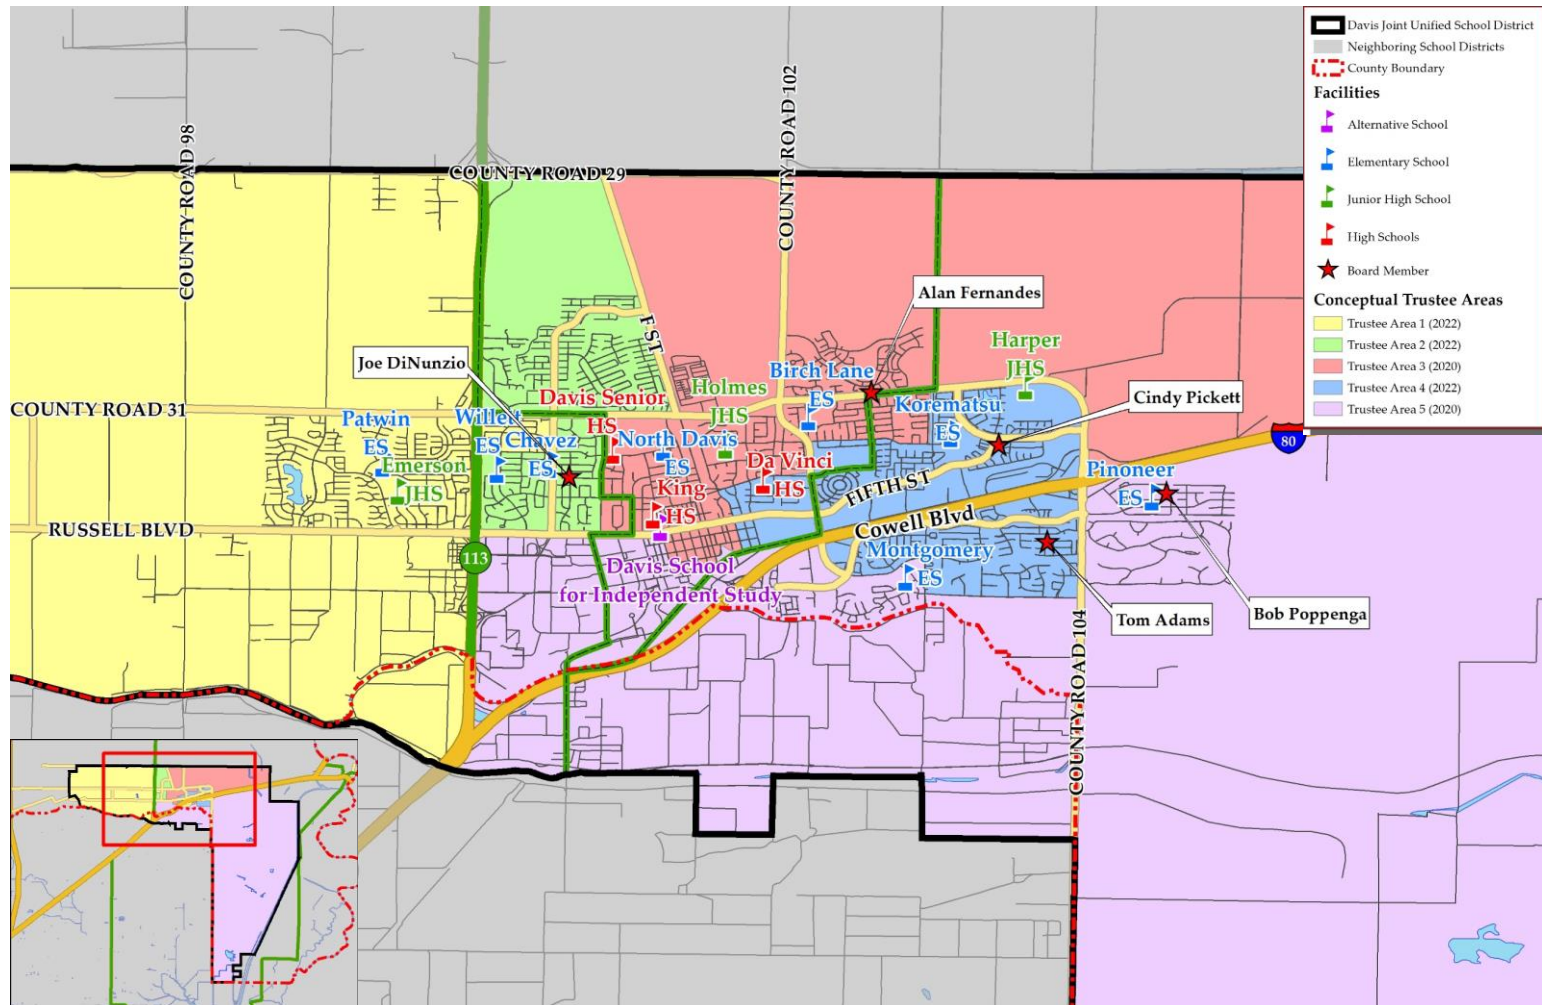 Davis Joint Unified School District
Neighboring School Districts
County Boundary
Facilities
Alternative School
Elementary School
Junior High School
High Schools
Board Member
Conceptual Trustee Areas
Trustee Area 1 (2022)
Trustee Area 2 (2022)
Trustee Area 3 (2020)
Trustee Area 4 (2022)
Trustee Area 5 (2020)
COUNTY ROAD 98
COUNTY ROAD 29
COUNTY ROAD 102
F ST
Alan Fernandes
Joe DiNunzio
Harper
JHS
Birch Lane
ES
Cindy Pickett
COUNTY ROAD 31
Patwin
ES
Emerson
JHS
Willett
ES
Chavez
ES
Davis Senior
HS
North Davis
ES
Holmes
JHS
Korematsu
ES
Da Vinci
HS
King
HS
FIFTH ST
80
Pinoneer
ES
RUSSELL BLVD
Cowell Blvd
113
Davis School
for Independent Study
Montgomery
ES
Tom Adams
Bob Poppenga
COUNTY ROAD 104